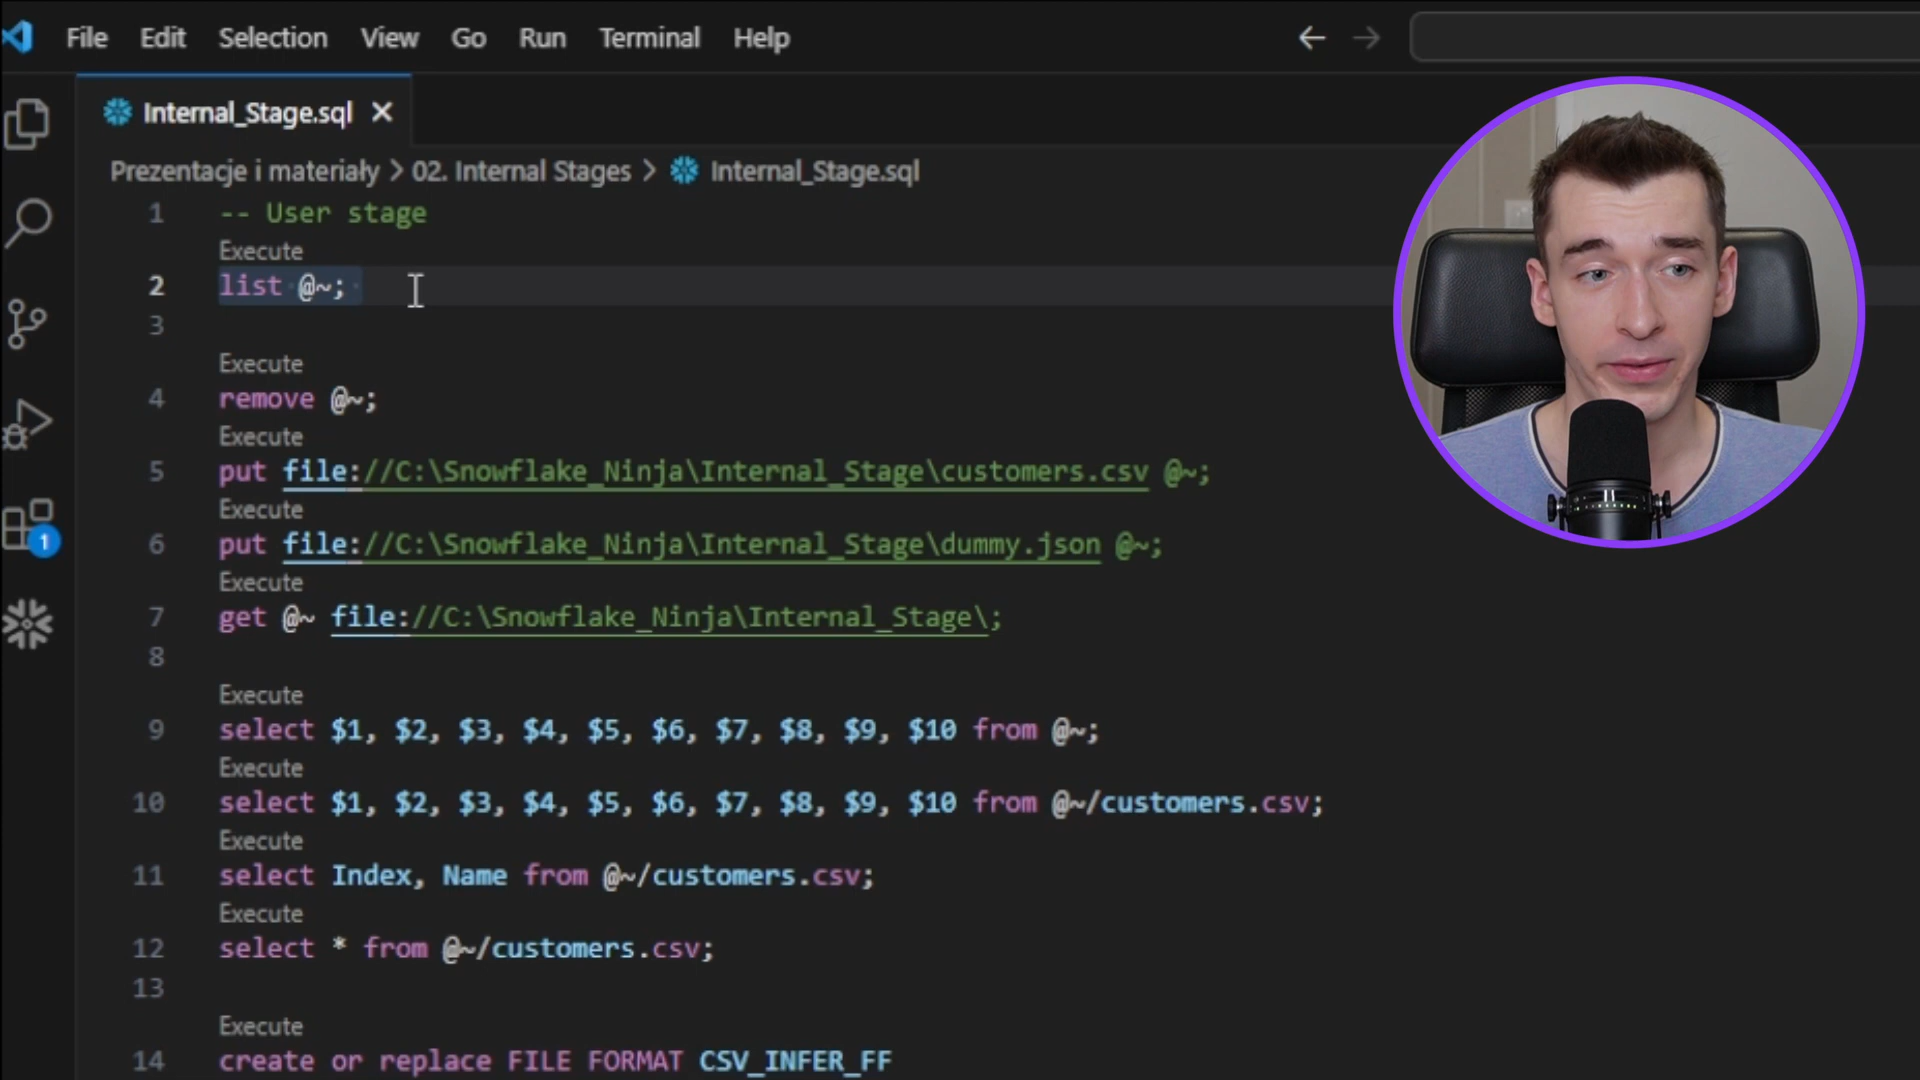 File Edit Selection View Go Run Terminal Help
Internal_Stage.sql
Prezentacje i materiały > 02. Internal Stages > Internal_Stage.sql
1 -- User stage
Execute
2 list @~;
3
Execute
4 remove @~;
Execute
5 put file://C:\Snowflake_Ninja\Internal_Stage\customers.csv @~;
Execute
6 put file://C:\Snowflake_Ninja\Internal_Stage\dummy.json @~;
Execute
7 get @~ file://C:\Snowflake_Ninja\Internal_Stage\;
8
Execute
9 select $1, $2, $3, $4, $5, $6, $7, $8, $9, $10 from @~;
Execute
10 select $1, $2, $3, $4, $5, $6, $7, $8, $9, $10 from @~/customers.csv;
Execute
11 select Index, Name from @~/customers.csv;
Execute
12 select * from @~/customers.csv;
13
Execute
14 create or replace FILE FORMAT CSV_INFER_FF
1